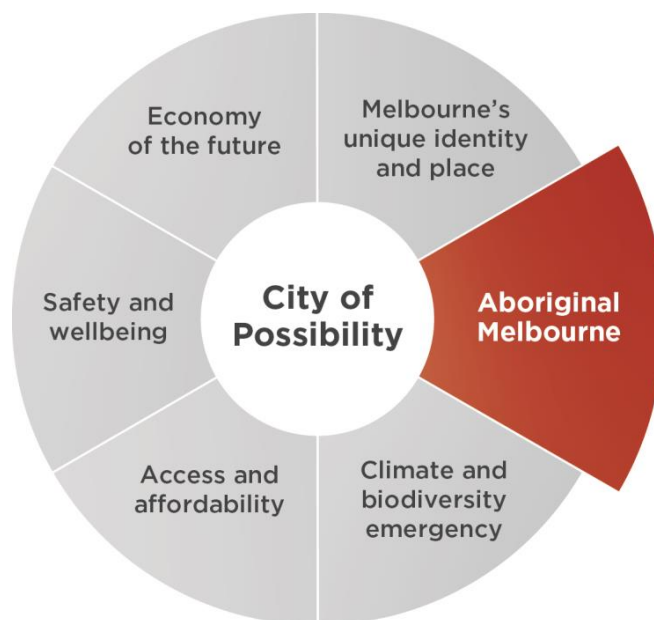 Economy
of the future
Melbourne's
unique identity
and place
Safety and
wellbeing
City of
Possibility
Aboriginal
Melbourne
Access and
affordability
Climate and
biodiversity
emergency